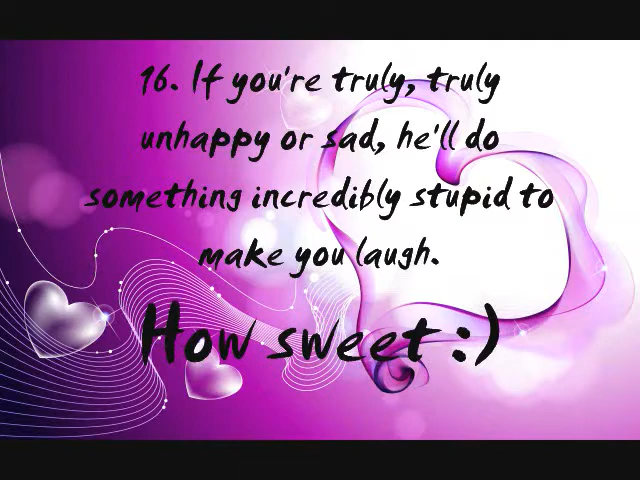 16. If you're truly, truly
unhappy or sad, he'll do
something incredibly stupid to
make you laugh.
How sweet :)